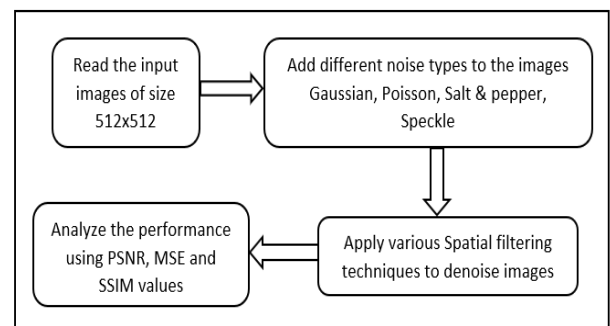 Read the input
images of size
512x512
Add different noise types to the images
Gaussian, Poisson, Salt & pepper,
Speckle
Apply various Spatial filtering
techniques to denoise images
Analyze the performance
using PSNR, MSE and
SSIM values